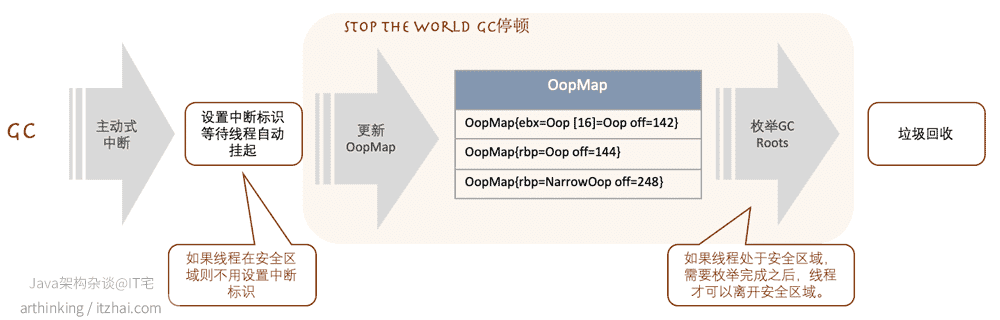 STOP THE WORLD GC停顿
GC
主动式
中断
设置中断标识
等待线程自动
挂起
更新
OopMap
OopMap
OopMap{ebx=Oop [16]=Oop off=142}
OopMap{rbp=Oop off=144}
OopMap{rbp=NarrowOop off=248}
枚举GC
Roots
垃圾回收
如果线程在安全区
域则不用设置中断
标识
如果线程处于安全区域，
需要枚举完成之后，线程
才可以离开安全区域。
Java架构杂谈@IT宅
arthinking / itzhai.com